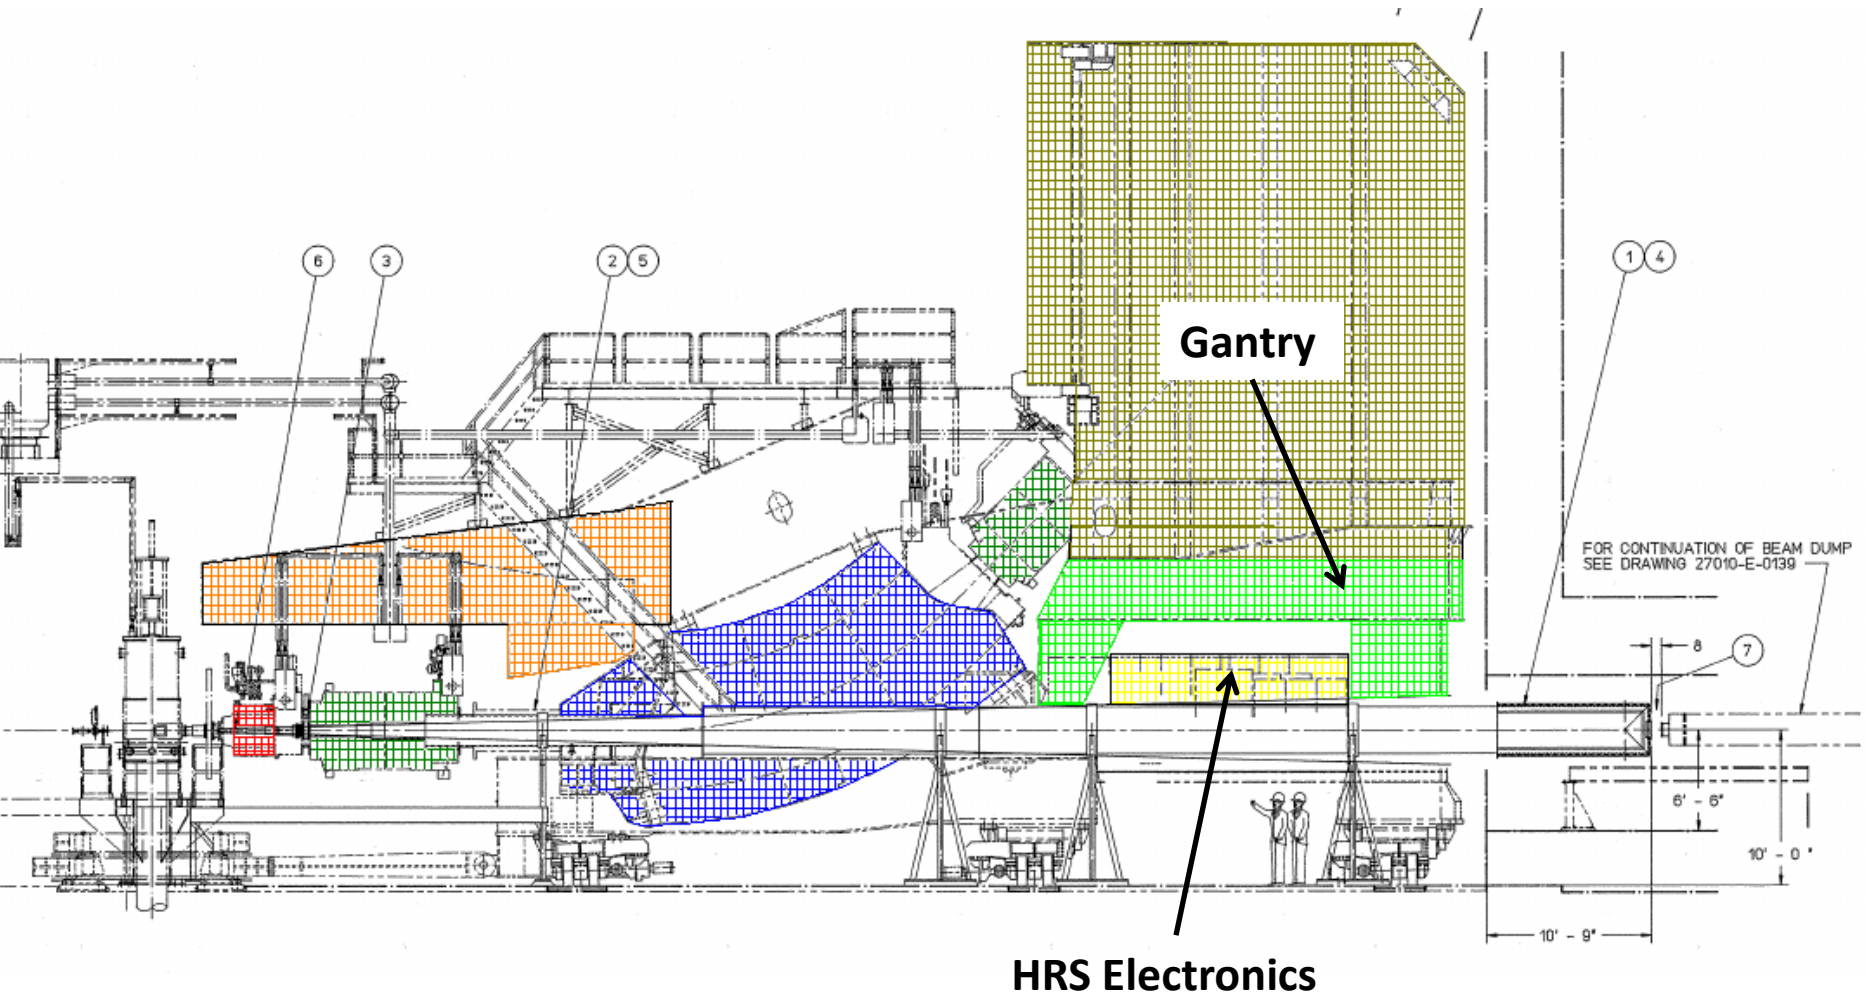 6
3
2
5
1
4
Gantry
FOR CONTINUATION OF BEAM DUMP
SEE DRAWING 27010-E-0139
8
7
6' - 6"
10' - 0 "
10' - 9"
HRS Electronics